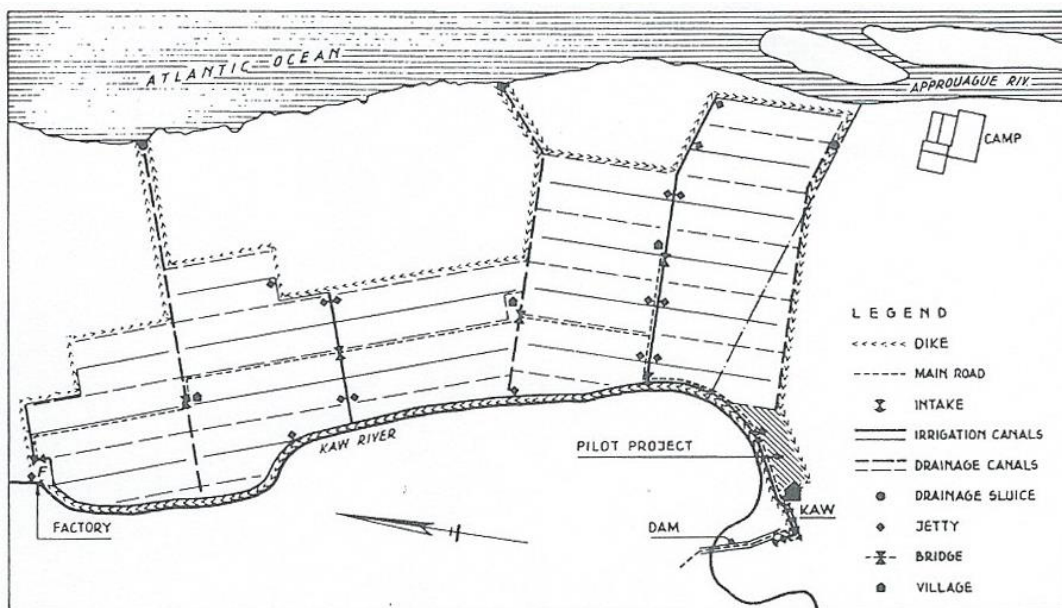 ATLANTIC OCEAN
APPROUAGUE RIV.
CAMP
LEGEND
DIKE
MAIN ROAD
INTAKE
IRRIGATION CANALS
DRAINAGE CANALS
DRAINAGE SLUICE
JETTY
BRIDGE
VILLAGE
KAW RIVER
PILOT PROJECT
F
FACTORY
DAM
KAW